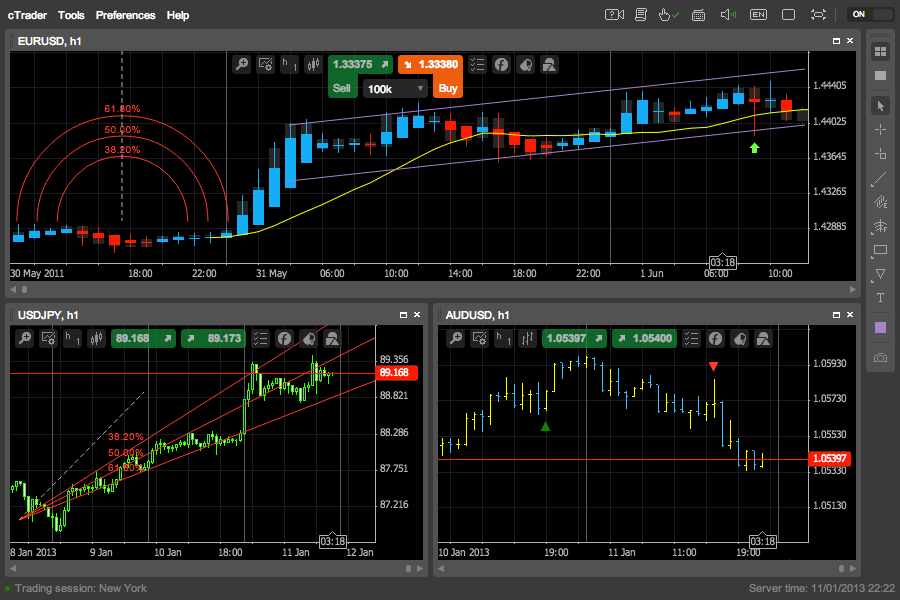 cTrader Tools Preferences Help
EN ON
EURUSD, h1
h 1 1.33375 1.33380
Sell 100k Buy
61.80%
50.00%
38.20%
1.44405
1.44025
1.43645
1.43265
1.42885
03:18
30 May 2011 18:00 22:00 31 May 06:00 10:00 14:00 18:00 22:00 1 Jun 06:00 10:00
T
USDJPY, h1
h 1 89.168 89.173
89.356
89.168
88.821
88.286
87.751
87.216
38.20%
50.00%
61.80%
03:18
8 Jan 2013 9 Jan 10 Jan 18:00 11 Jan 12 Jan
AUDUSD, h1
h 1 1.05397 1.05400
1.05930
1.05730
1.05530
1.05397
1.05330
1.05130
03:18
10 Jan 2013 19:00 11 Jan 11:00 19:00
Trading session: New York Server time: 11/01/2013 22:22